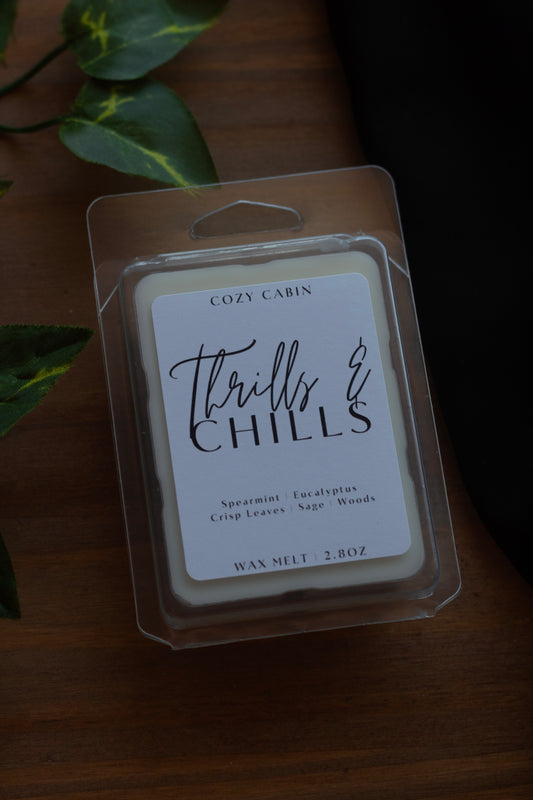 COZY CABIN
Thrills &
CHILLS
Spearmint | Eucalyptus
Crisp Leaves | Sage | Woods
WAX MELT | 2.8OZ